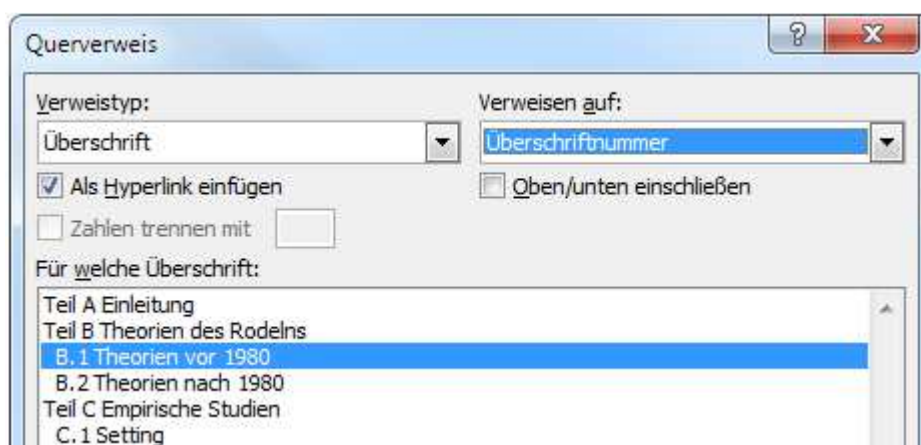 Querverweis
Verweistyp:
Verweisen auf:
Überschrift
Überschriftnummer
Als Hyperlink einfügen
Oben/unten einschließen
Zahlen trennen mit
Für welche Überschrift:
Teil A Einleitung
Teil B Theorien des Rodelns
B.1 Theorien vor 1980
B.2 Theorien nach 1980
Teil C Empirische Studien
C.1 Setting